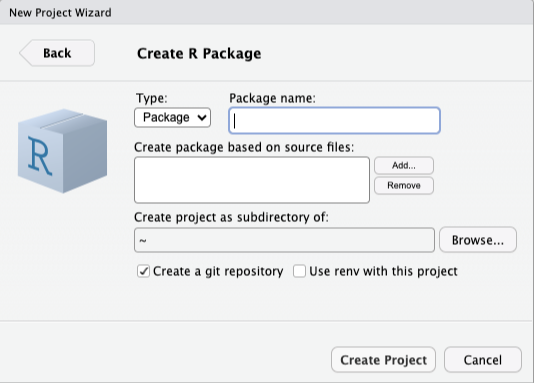 New Project Wizard
Back
Create R Package
R
Type:
Package name:
Package
Create package based on source files:
Add...
Remove
Create project as subdirectory of:
~
Browse...
Create a git repository
Use renv with this project
Create Project
Cancel